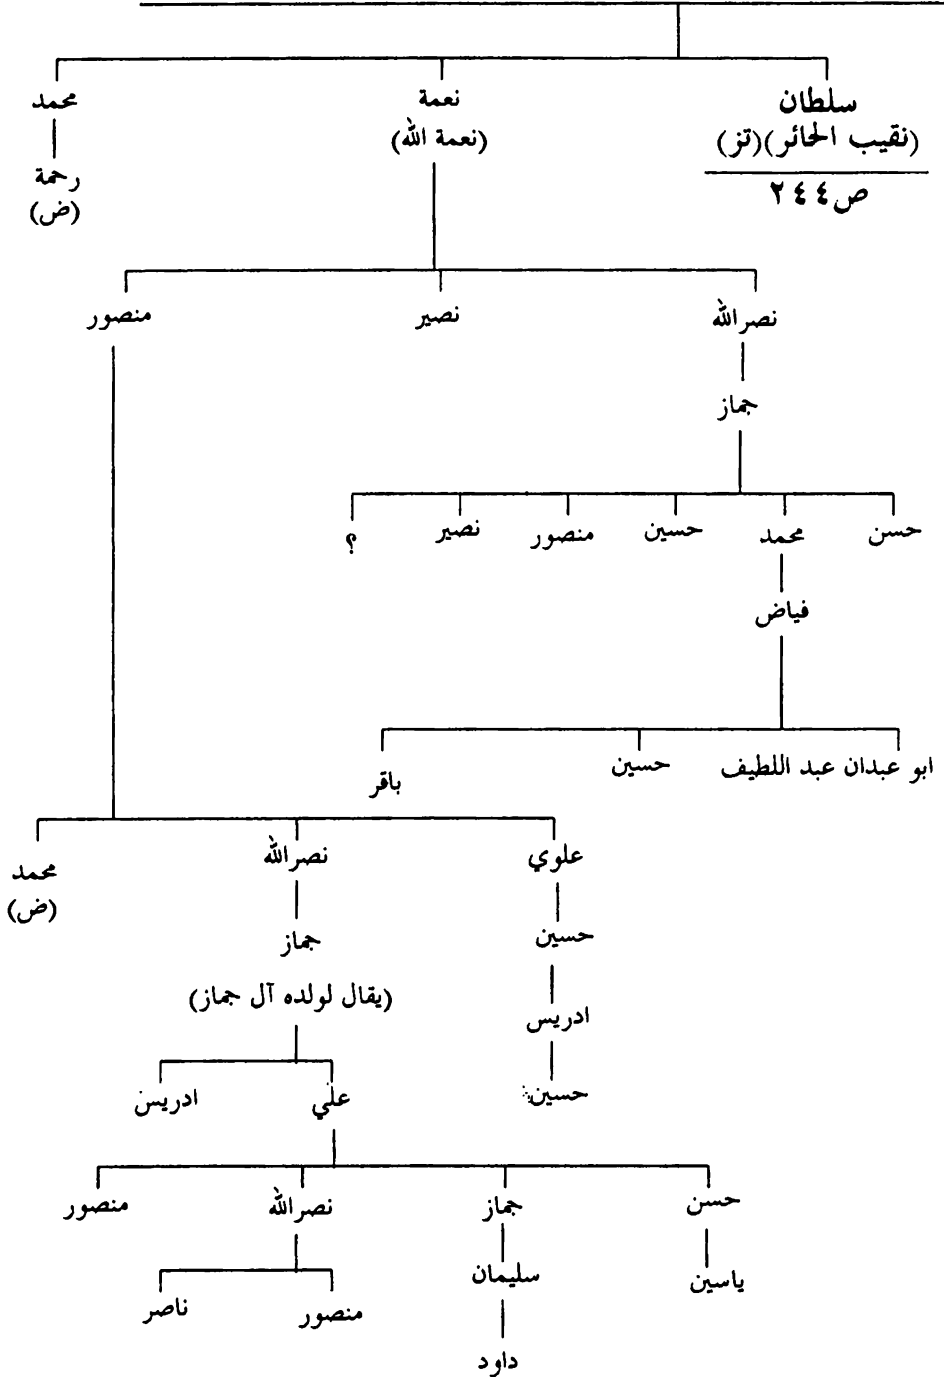 سلطان
(نقيب الحائر)(تز)
ص٢٤٤
نعمة
(نعمة الله)
محمد
رحمة
(ض)
نصرالله
نصير
منصور
جماز
حسن
محمد
حسين
منصور
نصير
؟
فياض
ابو عبدان عبد اللطيف
حسين
باقر
علوي
نصرالله
محمد
(ض)
حسين
جماز
(يقال لولده آل جماز)
ادريس
حسين
علي
ادريس
حسن
جماز
نصرالله
منصور
ياسين
سليمان
منصور
ناصر
داود